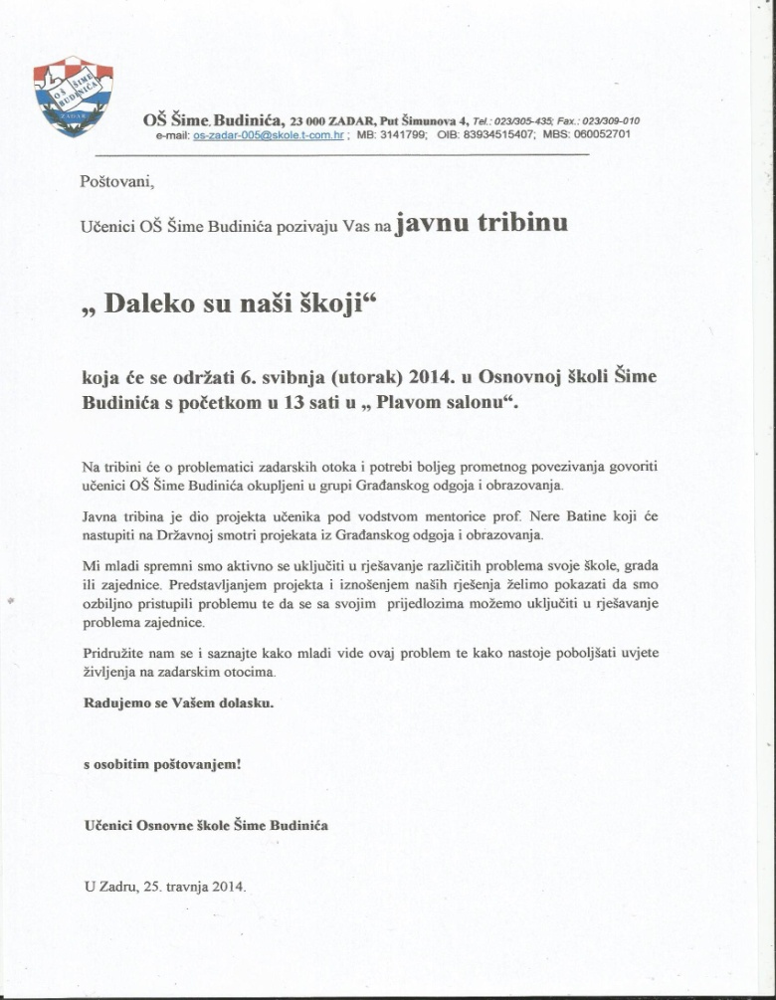 OŠ ŠIME
BUDINIĆA
ZADAR
OŠ Šime Budinića, 23 000 ZADAR, Put Šimunova 4, Tel.: 023/305-435; Fax.: 023/309-010
e-mail: os-zadar-005@skole.t-com.hr ; MB: 3141799; OIB: 83934515407; MBS: 060052701
Poštovani,
Učenici OŠ Šime Budinića pozivaju Vas na javnu tribinu
„ Daleko su naši škoji“
koja će se održati 6. svibnja (utorak) 2014. u Osnovnoj školi Šime
Budinića s početkom u 13 sati u „ Plavom salonu“.
Na tribini će o problematici zadarskih otoka i potrebi boljeg prometnog povezivanja govoriti
učenici OŠ Šime Budinića okupljeni u grupi Građanskog odgoja i obrazovanja.
Javna tribina je dio projekta učenika pod vodstvom mentorice prof. Nere Batine koji će
nastupiti na Državnoj smotri projekata iz Građanskog odgoja i obrazovanja.
Mi mladi spremni smo aktivno se uključiti u rješavanje različitih problema svoje škole, grada
ili zajednice. Predstavljanjem projekta i iznošenjem naših rješenja želimo pokazati da smo
ozbiljno pristupili problemu te da se sa svojim prijedlozima možemo uključiti u rješavanje
problema zajednice.
Pridružite nam se i saznajte kako mladi vide ovaj problem te kako nastoje poboljšati uvjete
življenja na zadarskim otocima.
Radujemo se Vašem dolasku.
s osobitim poštovanjem!
Učenici Osnovne škole Šime Budinića
U Zadru, 25. travnja 2014.